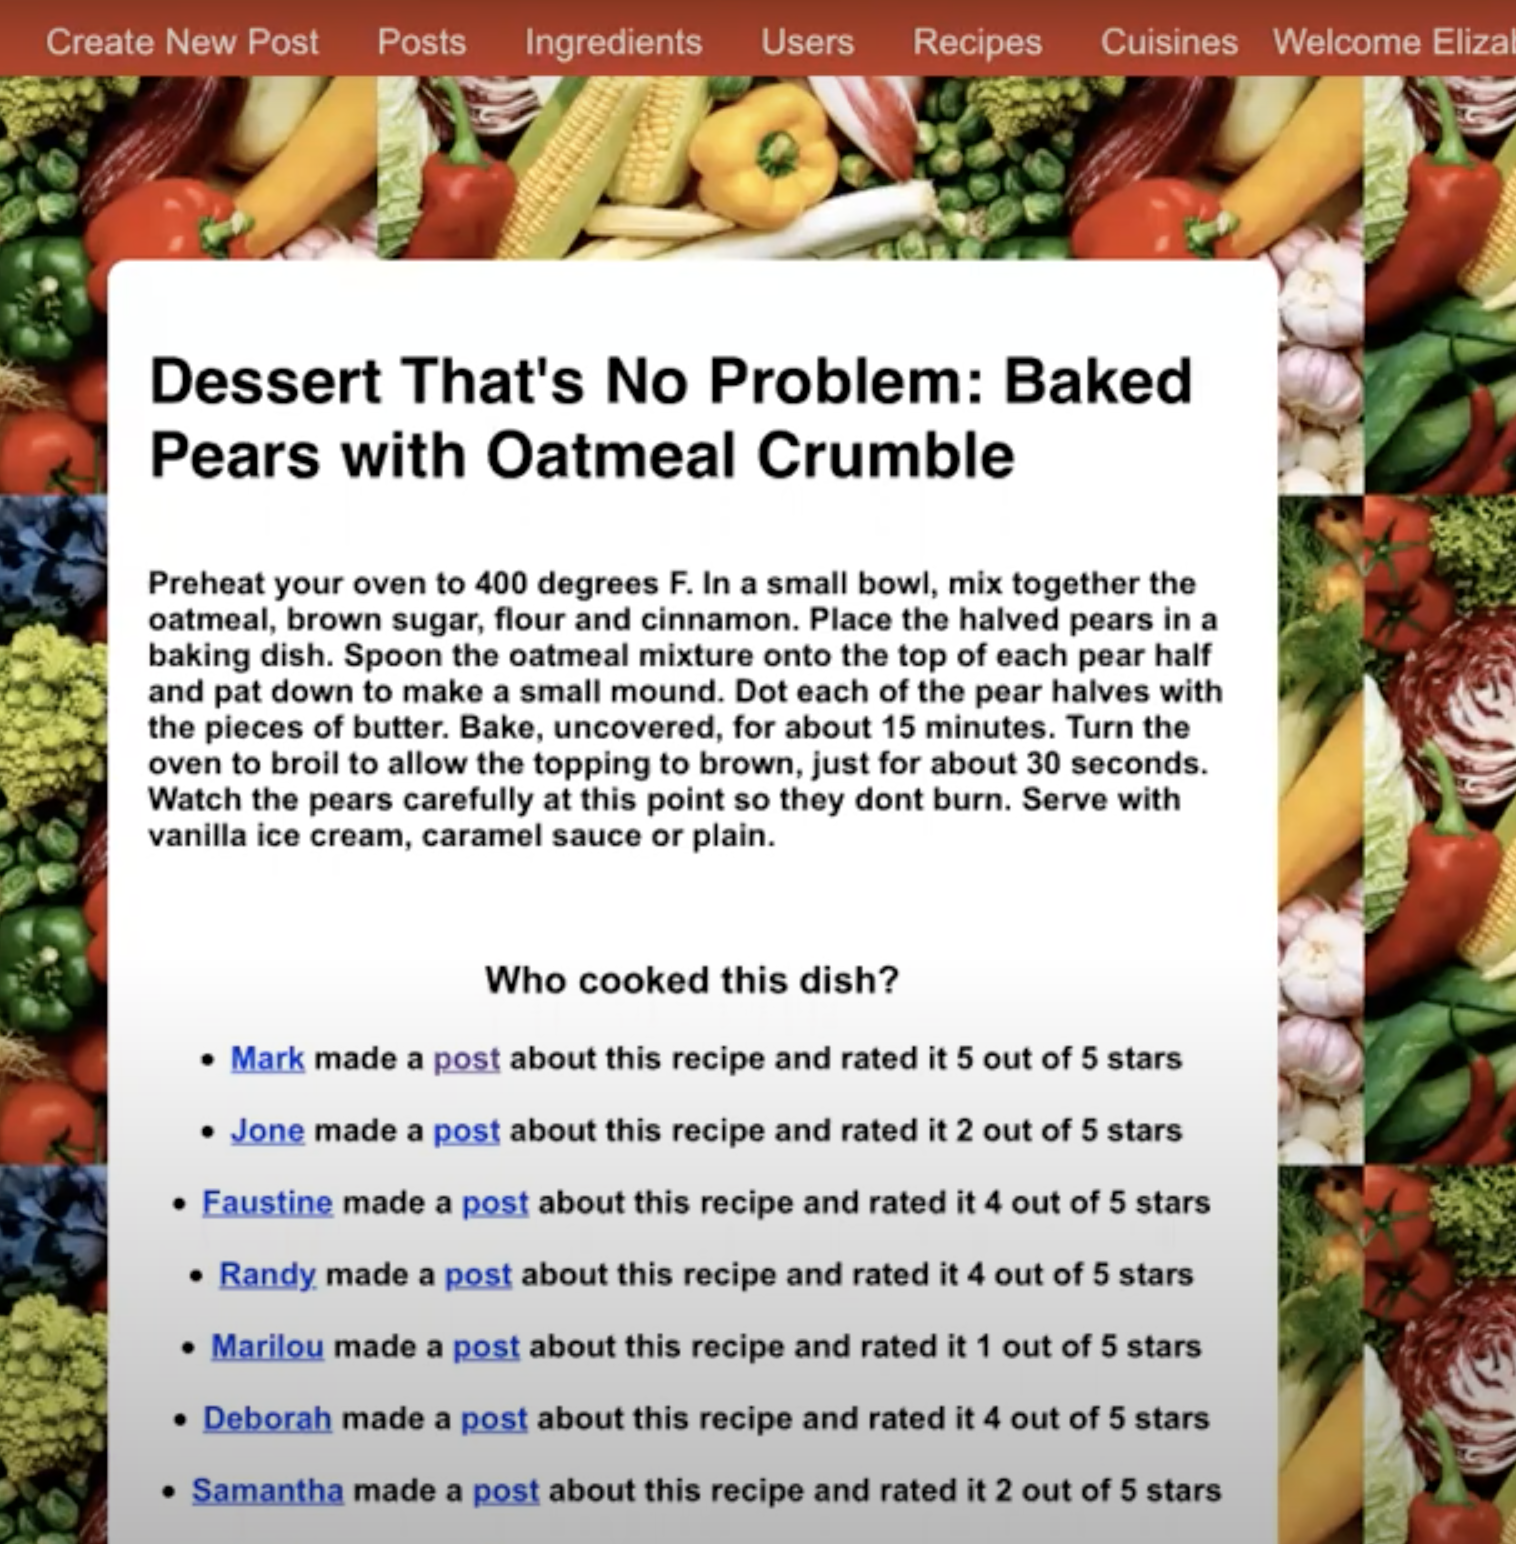 Create New Post Posts Ingredients Users Recipes Cuisines Welcome
Dessert That's No Problem: Baked
Pears with Oatmeal Crumble
Preheat your oven to 400 degrees F. In a small bowl, mix together the
oatmeal, brown sugar, flour and cinnamon. Place the halved pears in a
baking dish. Spoon the oatmeal mixture onto the top of each pear half
and pat down to make a small mound. Dot each of the pear halves with
the pieces of butter. Bake, uncovered, for about 15 minutes. Turn the
oven to broil to allow the topping to brown, just for about 30 seconds.
Watch the pears carefully at this point so they dont burn. Serve with
vanilla ice cream, caramel sauce or plain.
Who cooked this dish?
• Mark made a post about this recipe and rated it 5 out of 5 stars
• Jone made a post about this recipe and rated it 2 out of 5 stars
• Faustine made a post about this recipe and rated it 4 out of 5 stars
• Randy made a post about this recipe and rated it 4 out of 5 stars
• Marilou made a post about this recipe and rated it 1 out of 5 stars
• Deborah made a post about this recipe and rated it 4 out of 5 stars
• Samantha made a post about this recipe and rated it 2 out of 5 stars